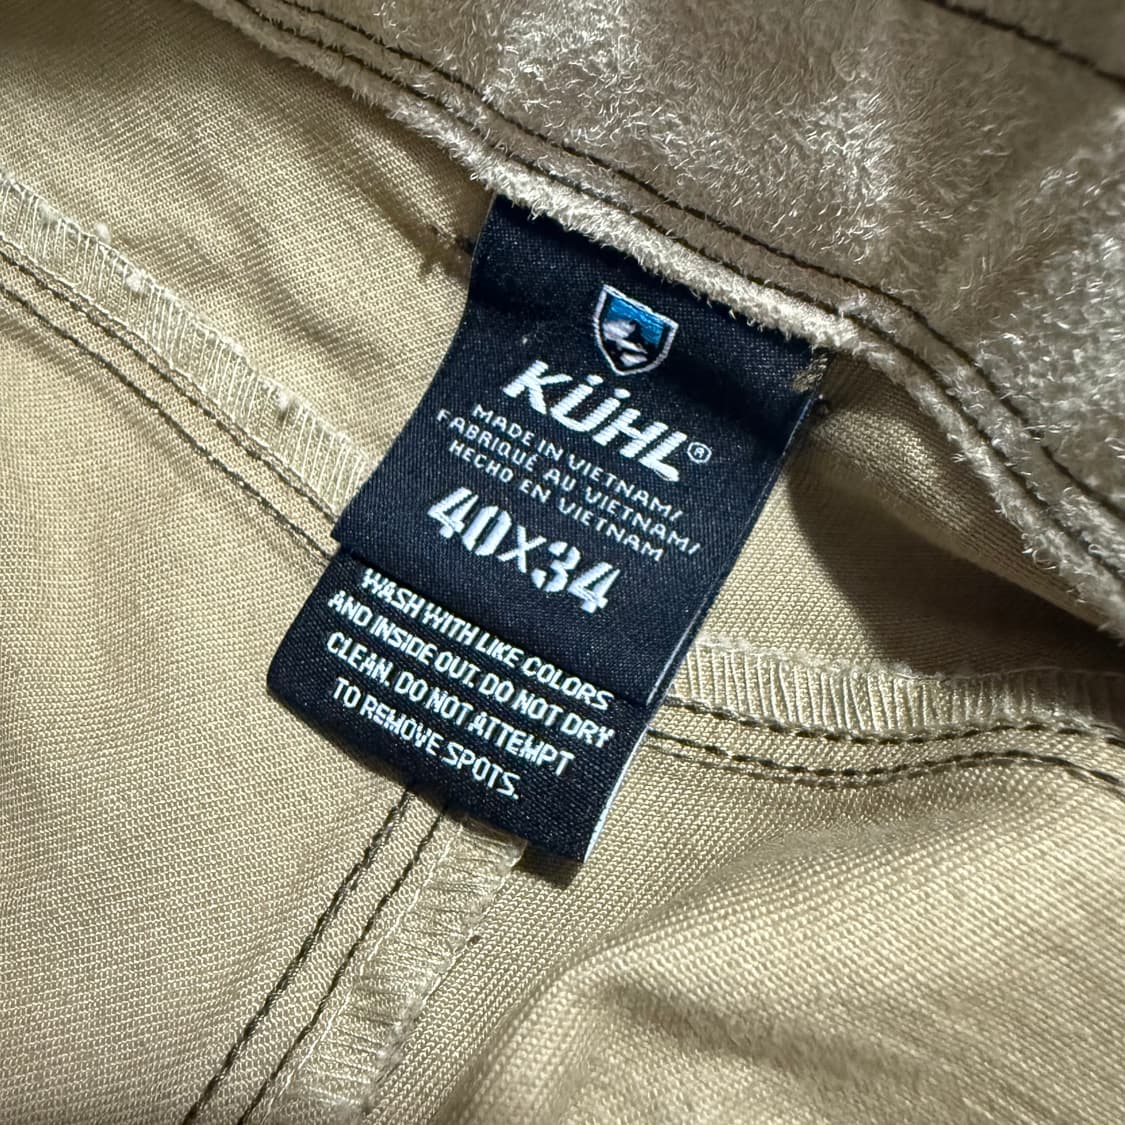 KÜHL®
MADE IN VIETNAM/
FABRIQUÉ AU VIETNAM/
HECHO EN VIETNAM
40X34
WASH WITH LIKE COLORS
AND INSIDE OUT. DO NOT DRY
CLEAN. DO NOT ATTEMPT
TO REMOVE SPOTS.